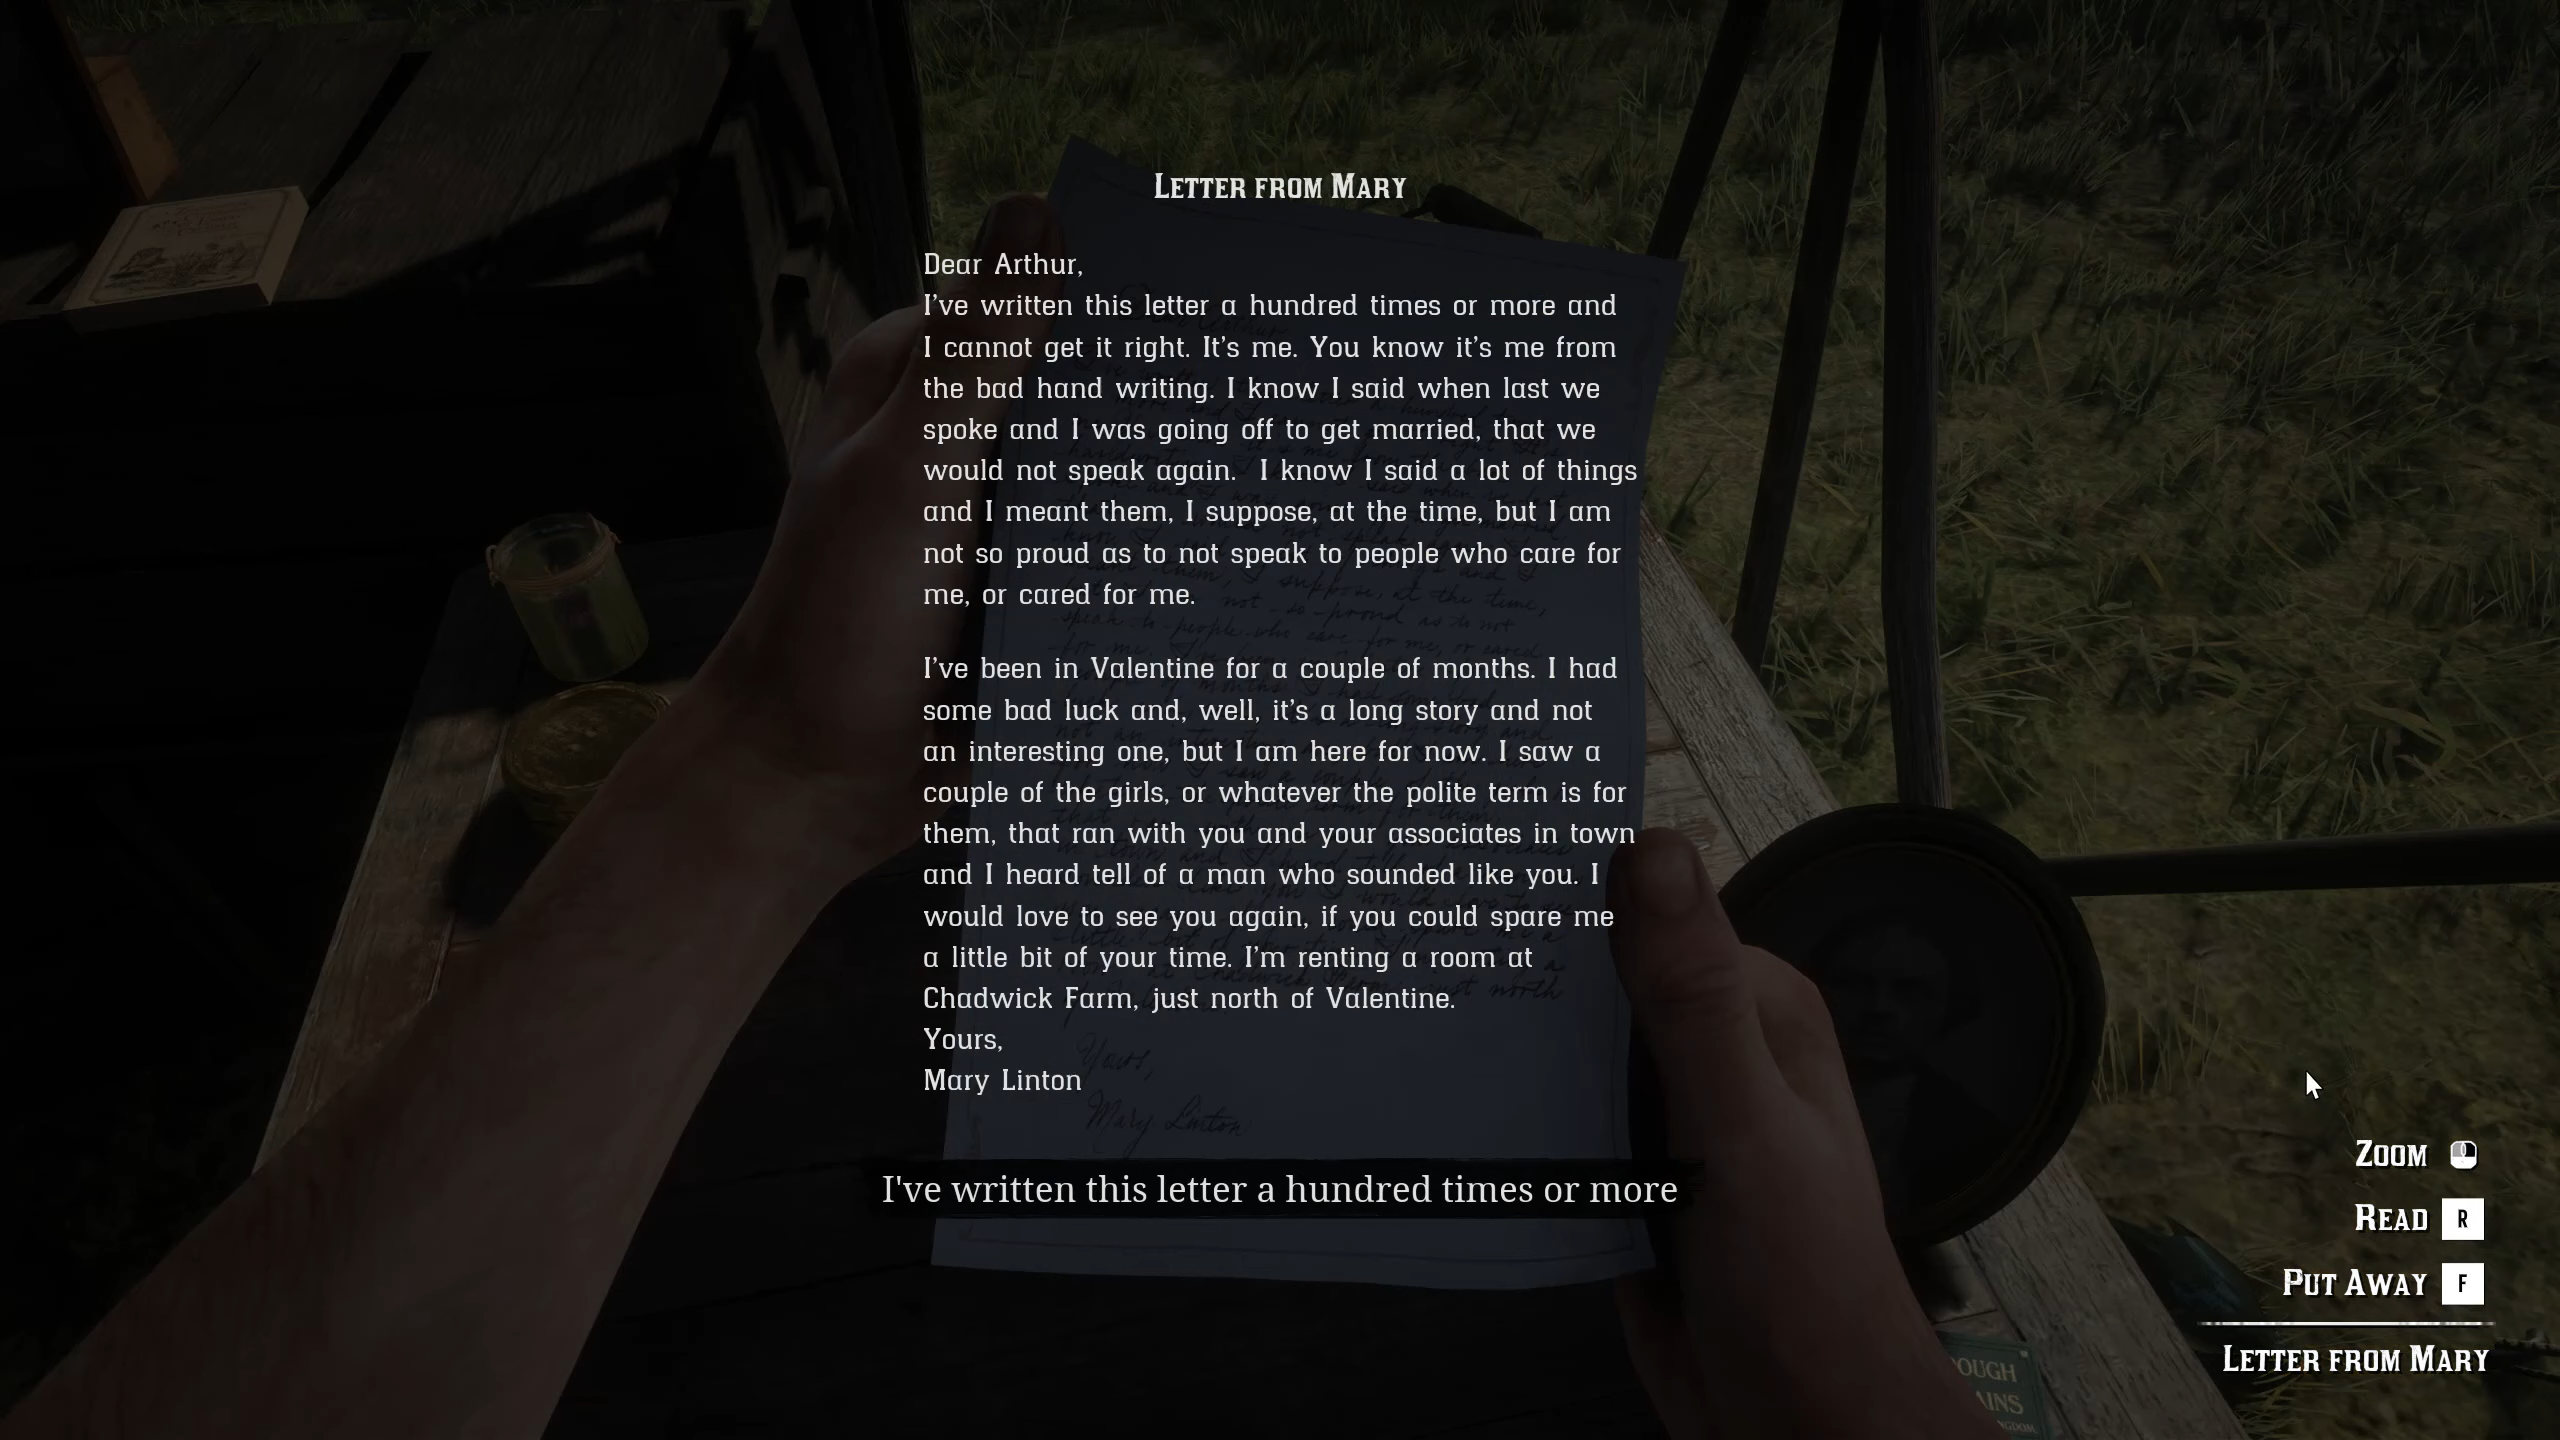 LETTER FROM MARY
Dear Arthur,
I've written this letter a hundred times or more and
I cannot get it right. It's me. You know it's me from
the bad hand writing. I know I said when last we
spoke and I was going off to get married, that we
would not speak again.  I know I said a lot of things
and I meant them, I suppose, at the time, but I am
not so proud as to not speak to people who care for
me, or cared for me.
I've been in Valentine for a couple of months. I had
some bad luck and, well, it's a long story and not
an interesting one, but I am here for now. I saw a
couple of the girls, or whatever the polite term is for
them, that ran with you and your associates in town
and I heard tell of a man who sounded like you. I
would love to see you again, if you could spare me
a little bit of your time. I'm renting a room at
Chadwick Farm, just north of Valentine.
Yours,
Mary Linton
Yours,
Mary Linton
I've written this letter a hundred times or more
ZOOM
READ R
PUT AWAY F
LETTER FROM MARY